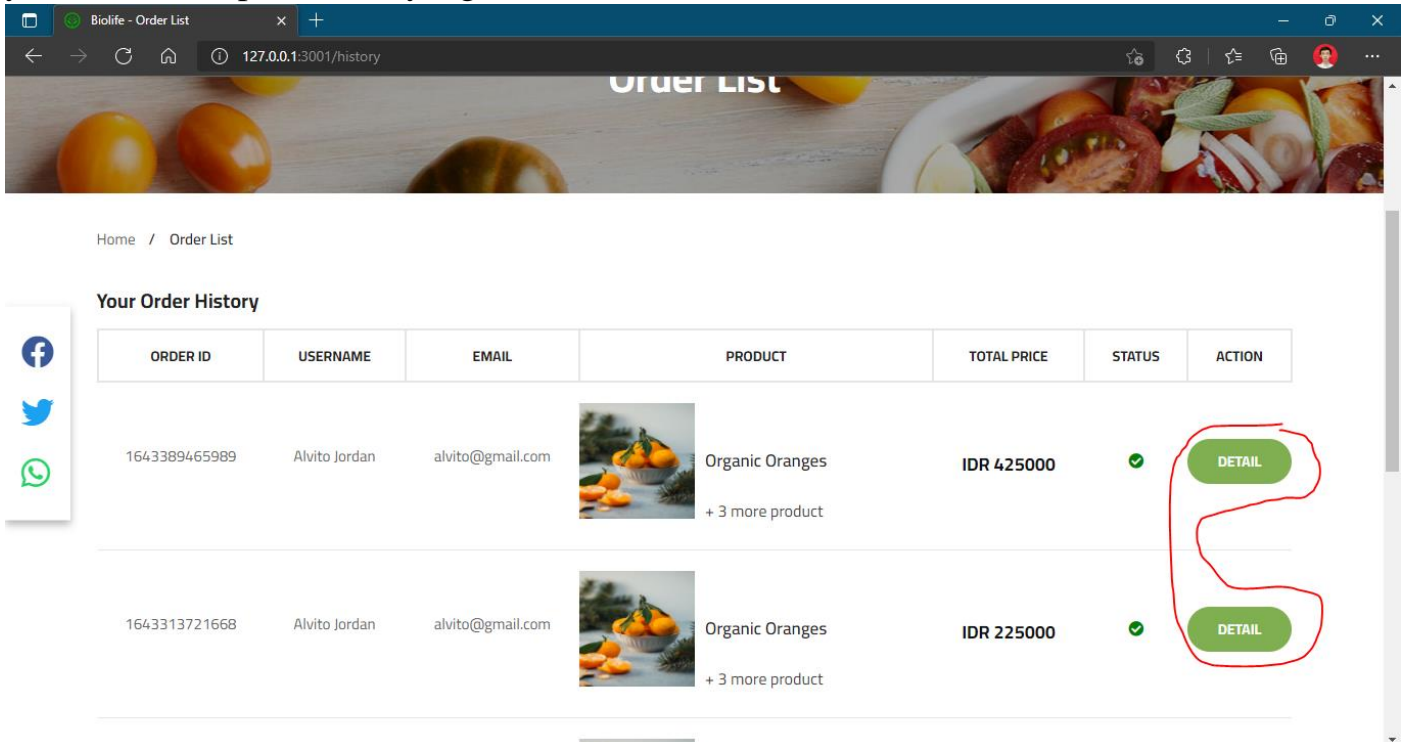 Biolife - Order List
127.0.0.1:3001/history
Order List
Home / Order List
Your Order History
ORDER ID USERNAME EMAIL PRODUCT TOTAL PRICE STATUS ACTION
1643389465989 Alvito Jordan alvito@gmail.com Organic Oranges IDR 425000 DETAIL
+ 3 more product
1643313721668 Alvito Jordan alvito@gmail.com Organic Oranges IDR 225000 DETAIL
+ 3 more product